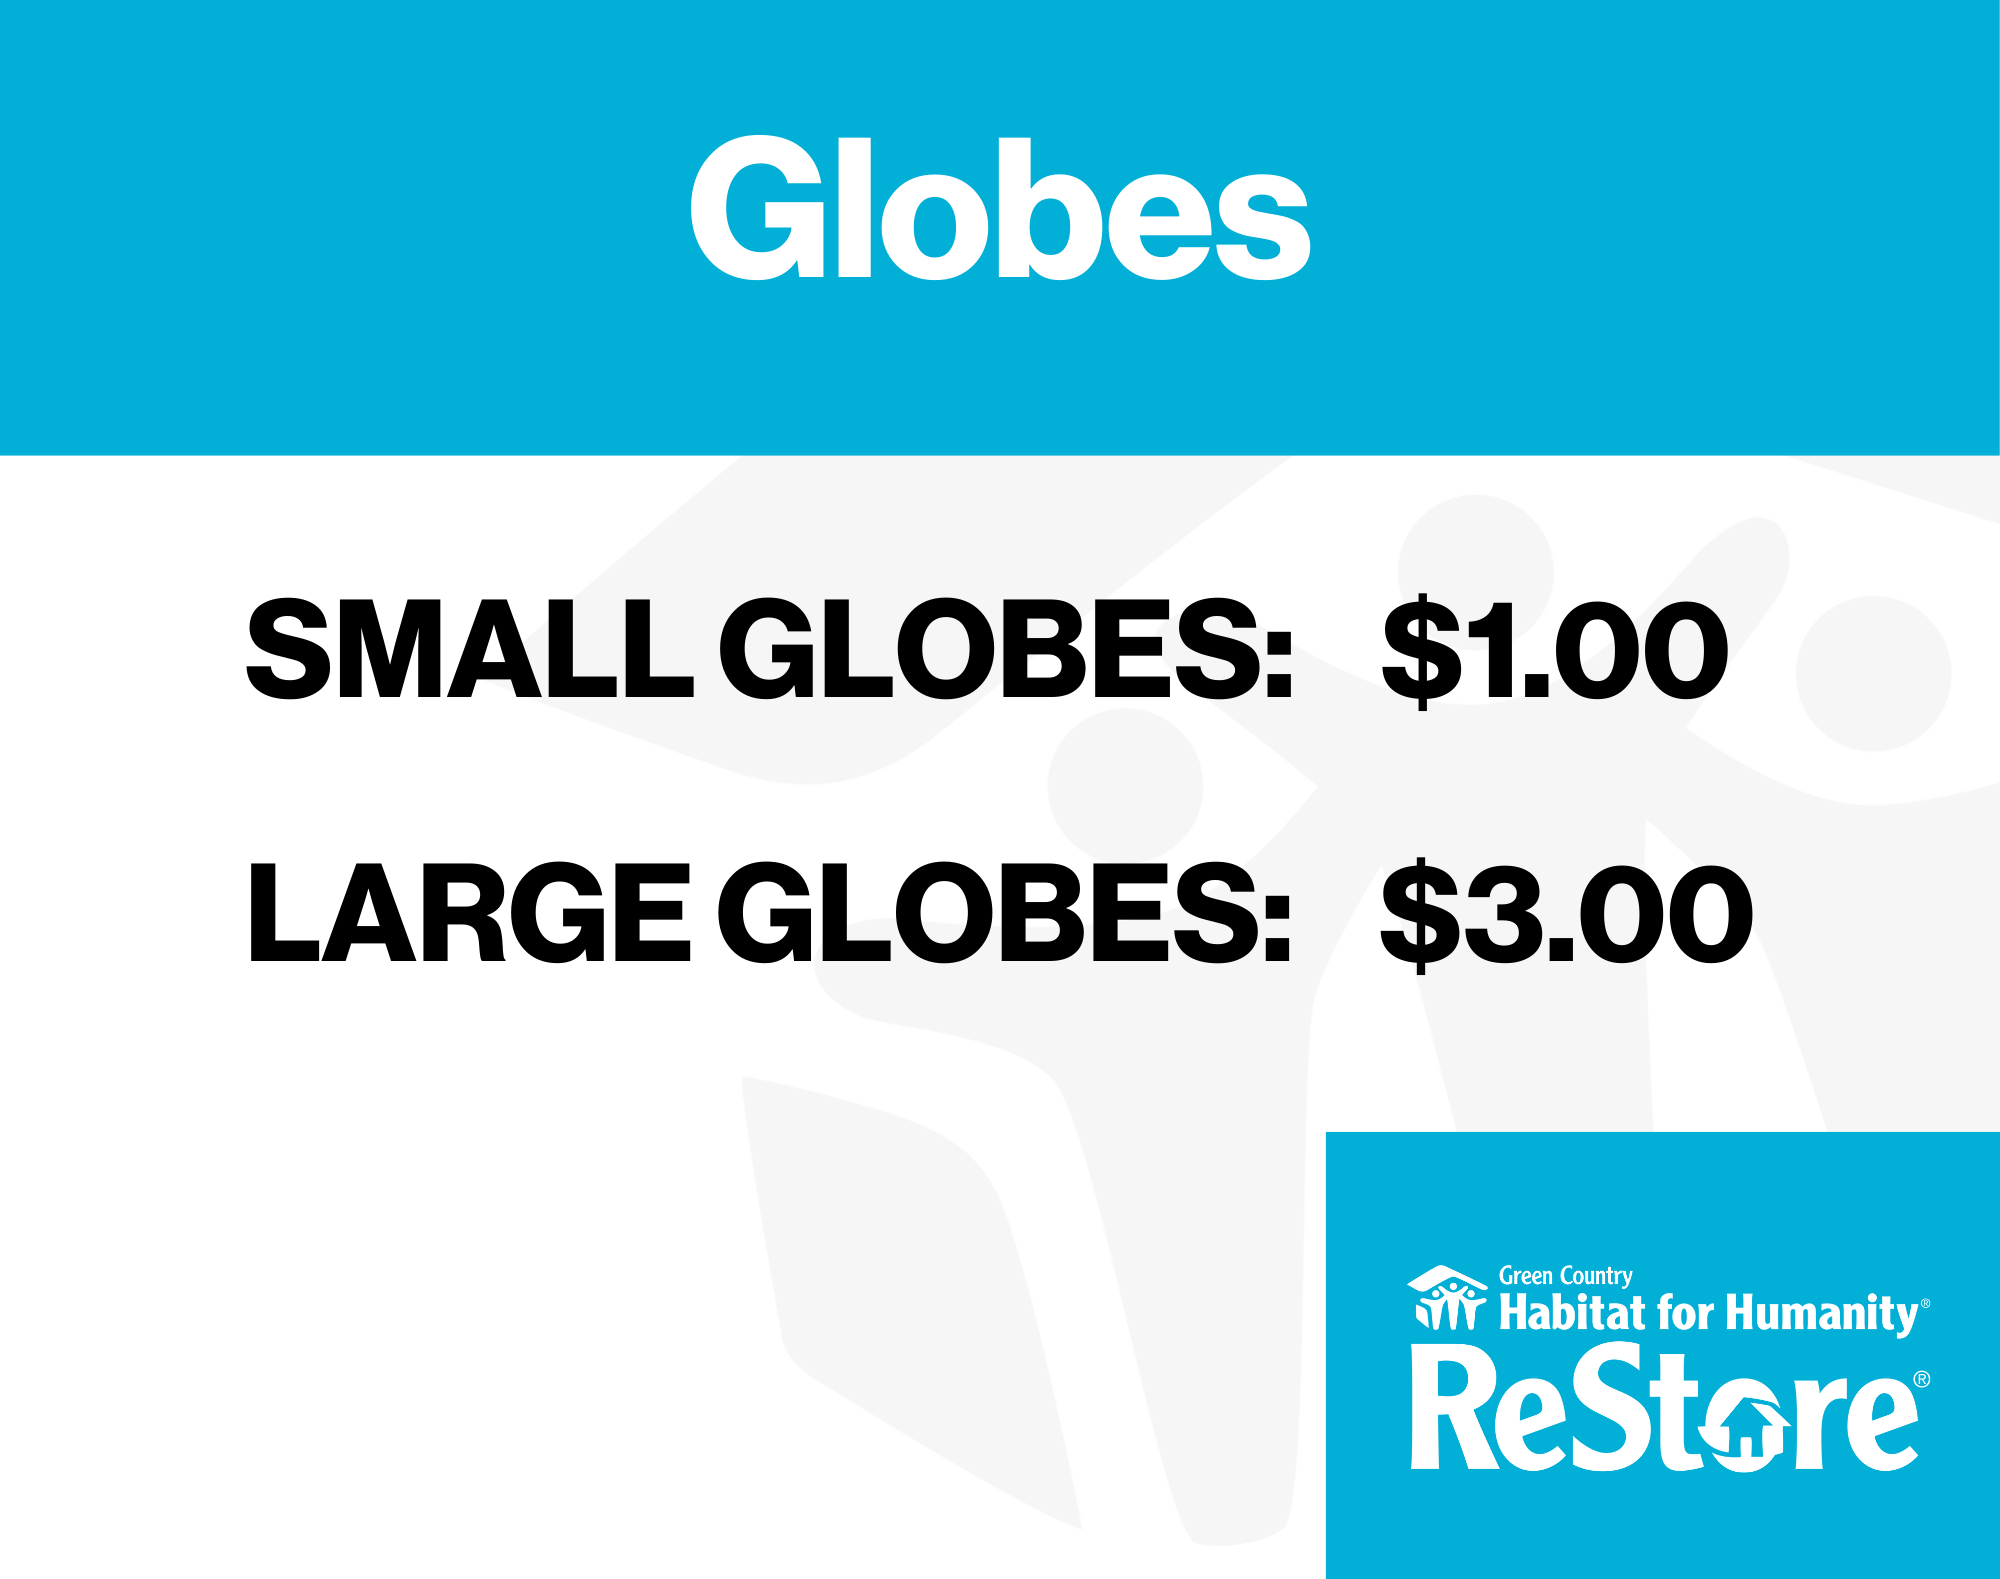 Globes
SMALL GLOBES: $1.00
LARGE GLOBES: $3.00
Green Country
Habitat for Humanity®
ReStore®